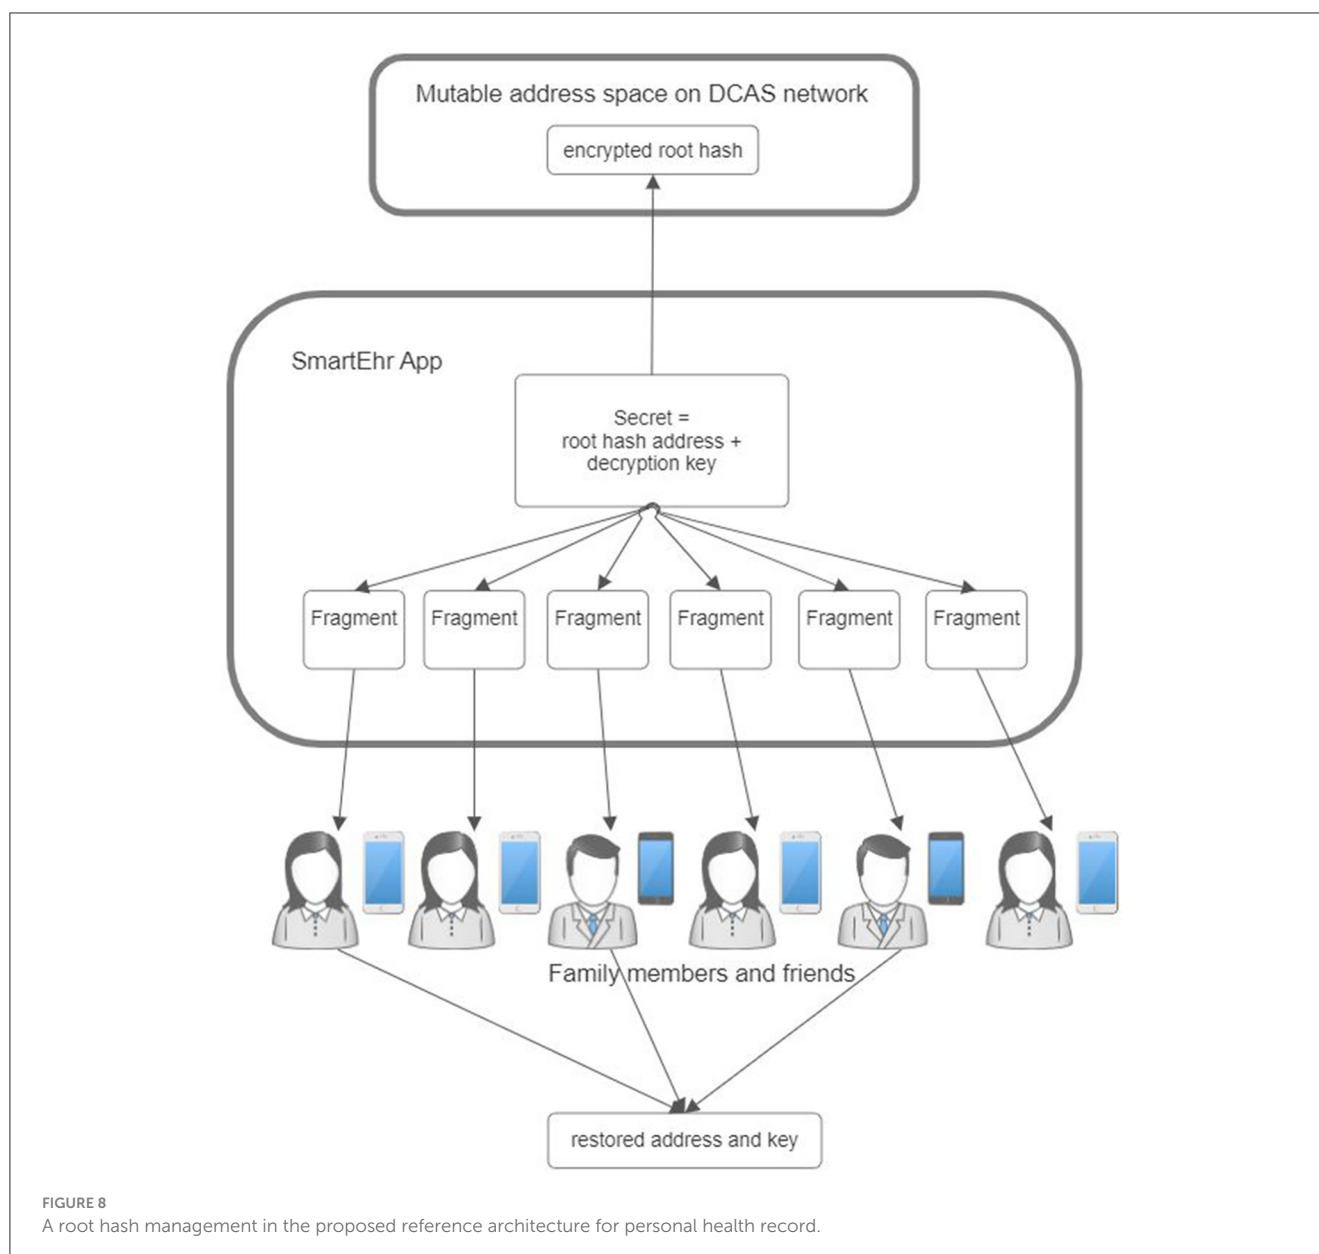 Mutable address space on DCAS network
encrypted root hash
SmartEhr App
Secret =
root hash address +
decryption key
Fragment
Fragment
Fragment
Fragment
Fragment
Fragment
Family members and friends
restored address and key
FIGURE 8
A root hash management in the proposed reference architecture for personal health record.